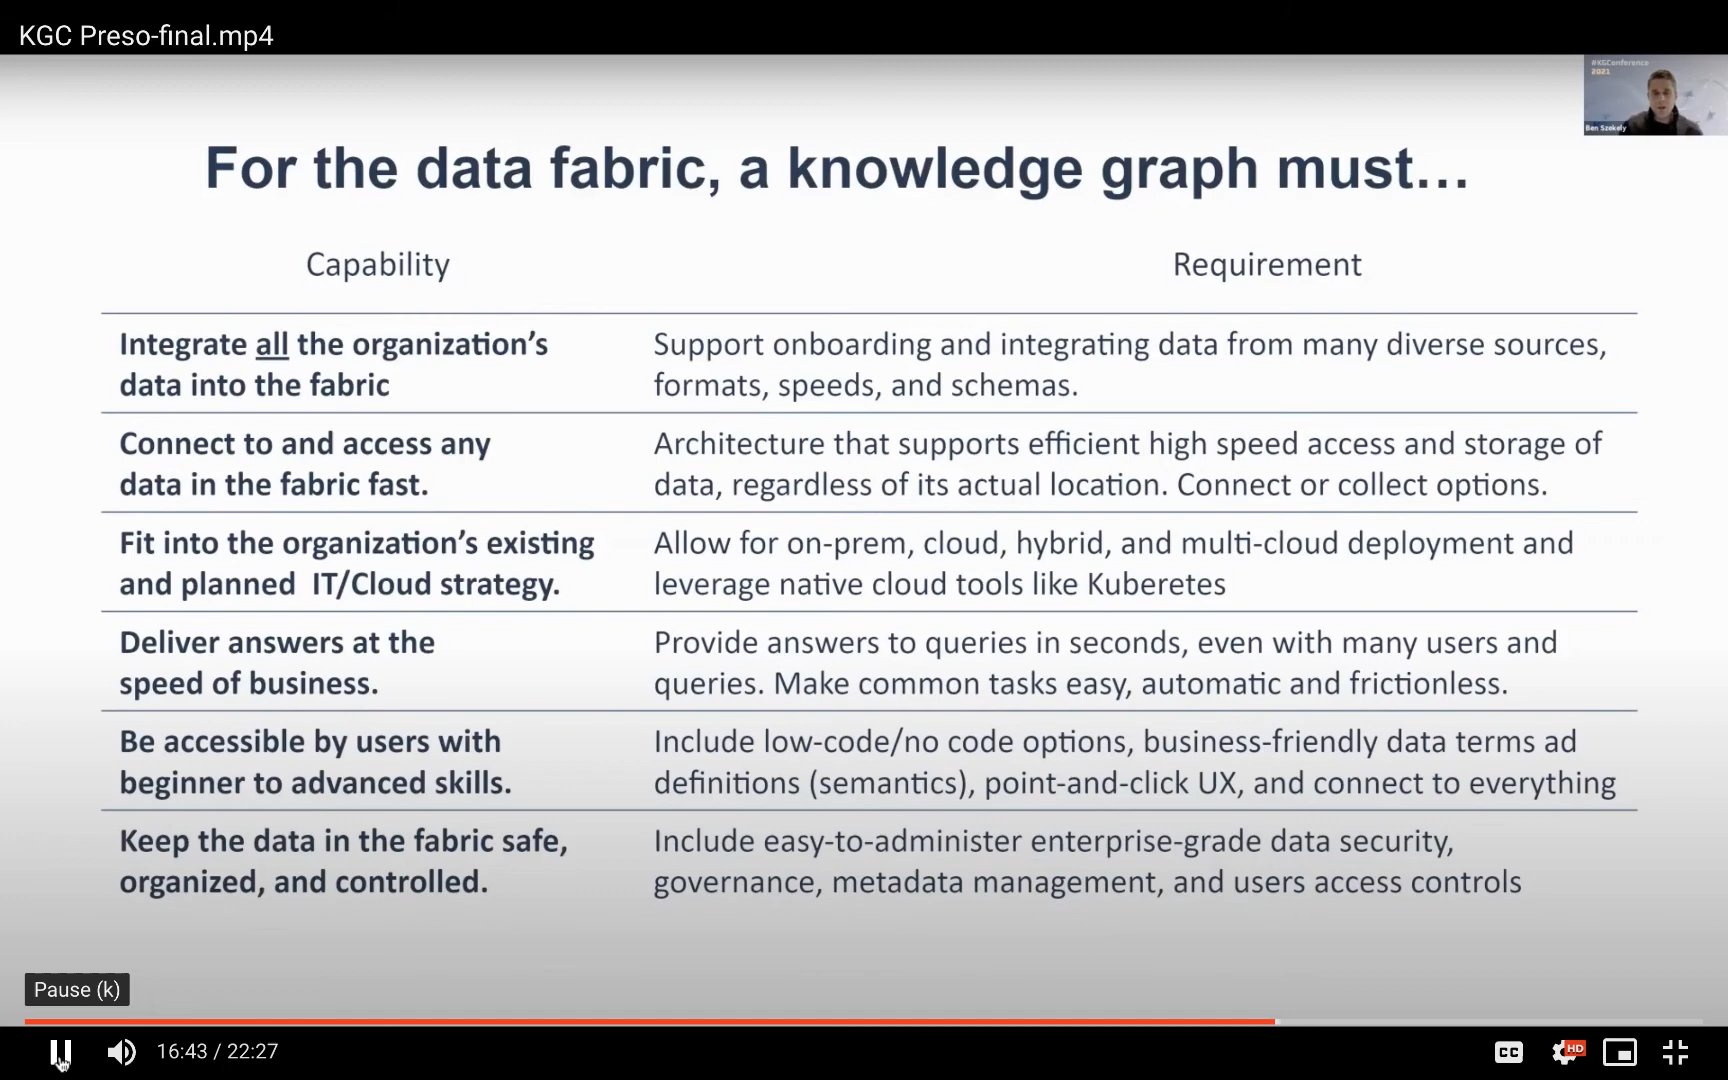 KGC Preso-final.mp4
#KGConference
2021
Ben Szekely
For the data fabric, a knowledge graph must…
Capability
Requirement
Integrate all the organization’s
data into the fabric
Support onboarding and integrating data from many diverse sources,
formats, speeds, and schemas.
Connect to and access any
data in the fabric fast.
Architecture that supports efficient high speed access and storage of
data, regardless of its actual location. Connect or collect options.
Fit into the organization’s existing
and planned  IT/Cloud strategy.
Allow for on-prem, cloud, hybrid, and multi-cloud deployment and
leverage native cloud tools like Kuberetes
Deliver answers at the
speed of business.
Provide answers to queries in seconds, even with many users and
queries. Make common tasks easy, automatic and frictionless.
Be accessible by users with
beginner to advanced skills.
Include low-code/no code options, business-friendly data terms ad
definitions (semantics), point-and-click UX, and connect to everything
Keep the data in the fabric safe,
organized, and controlled.
Include easy-to-administer enterprise-grade data security,
governance, metadata management, and users access controls
Pause (k)
16:43 / 22:27
CC
HD